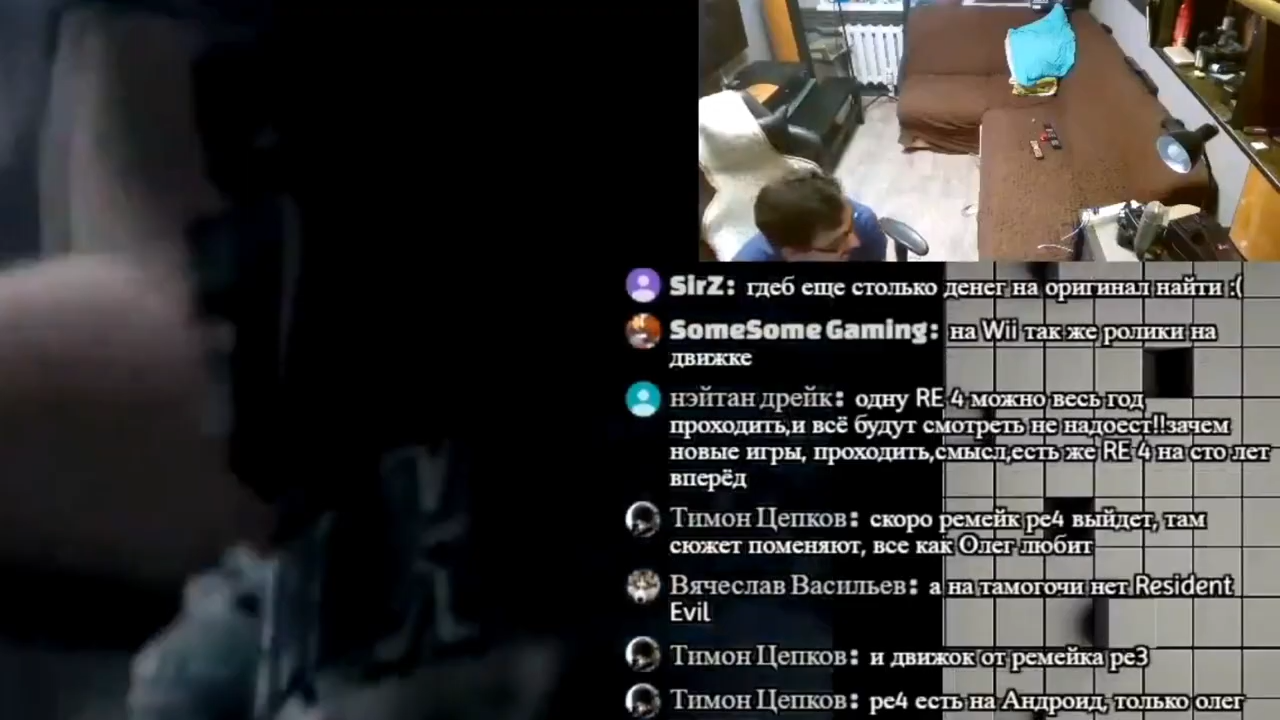 SirZ: гдеб еще столько денег на оригинал найти :(
SomeSome Gaming: на Wii так же ролики на
движке
нэйтан дрейк: одну RE 4 можно весь год
проходить,и всё будут смотреть не надоест!!зачем
новые игры, проходить,смысл,есть же RE 4 на сто лет
вперёд
Тимон Цепков: скоро ремейк ре4 выйдет, там
сюжет поменяют, все как Олег любит
Вячеслав Васильев: а на тамогочи нет Resident
Evil
Тимон Цепков: и движок от ремейка ре3
Тимон Цепков: ре4 есть на Андроид, только олег